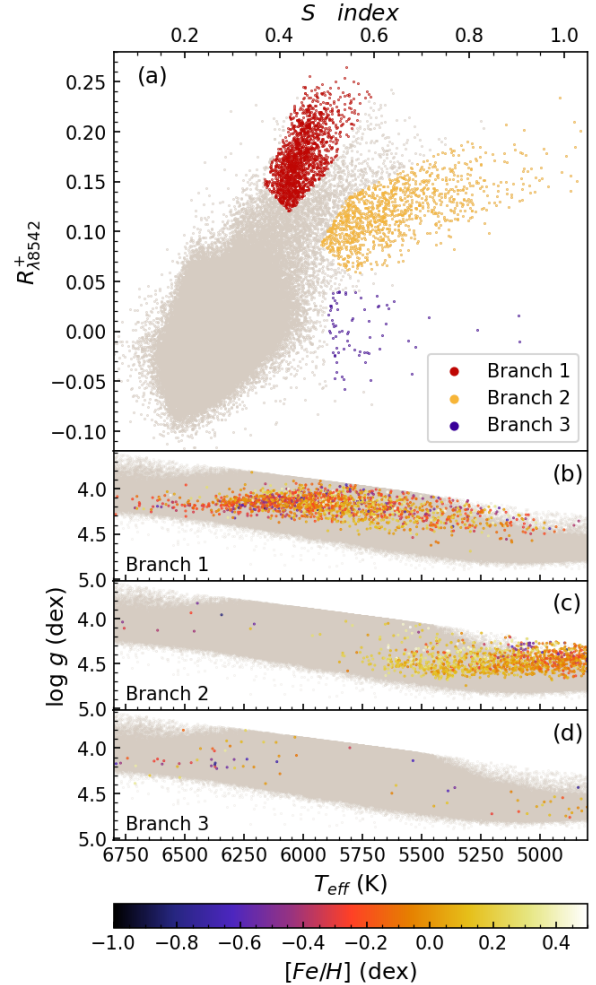 S index
0.2 0.4 0.6 0.8 1.0
(a)
0.25
0.20
0.15
0.10
0.05
0.00
−0.05
−0.10
R⁺λ8542
Branch 1
Branch 2
Branch 3
(b)
4.0
4.5
5.0
Branch 1
(c)
4.0
4.5
5.0
Branch 2
(d)
4.0
4.5
5.0
Branch 3
log g (dex)
6750 6500 6250 6000 5750 5500 5250 5000
Teff (K)
−1.0 −0.8 −0.6 −0.4 −0.2 0.0 0.2 0.4
[Fe/H] (dex)